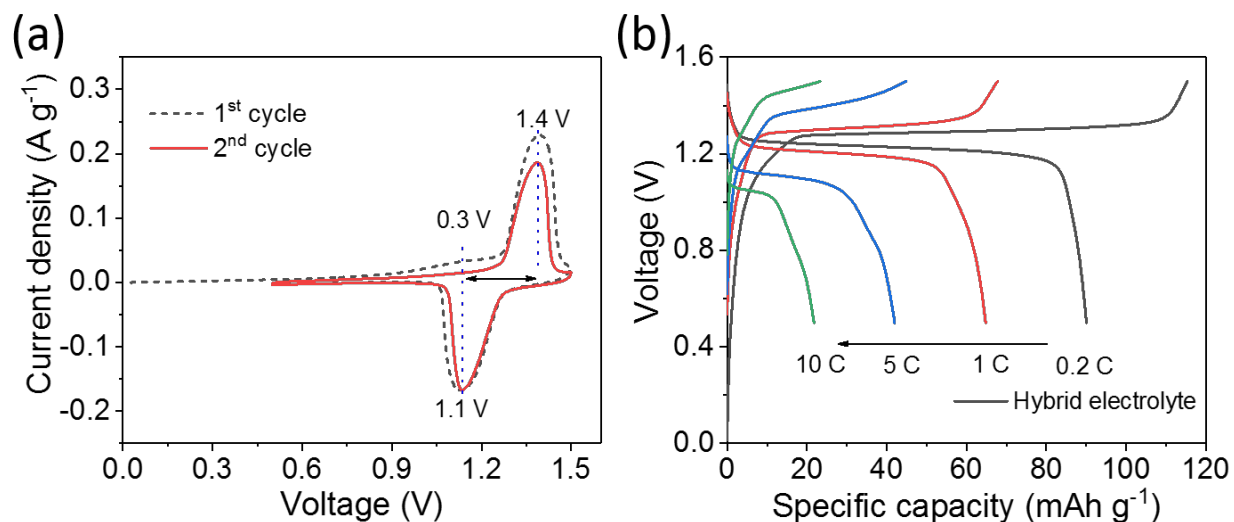 (a)
Current density (A g⁻¹)
0.3
0.2
0.1
0.0
-0.1
-0.2
1st cycle
2nd cycle
1.4 V
0.3 V
1.1 V
0.0 0.3 0.6 0.9 1.2 1.5
Voltage (V)
(b)
Voltage (V)
1.6
1.2
0.8
0.4
0.0
10 C 5 C 1 C 0.2 C
Hybrid electrolyte
0 20 40 60 80 100 120
Specific capacity (mAh g⁻¹)